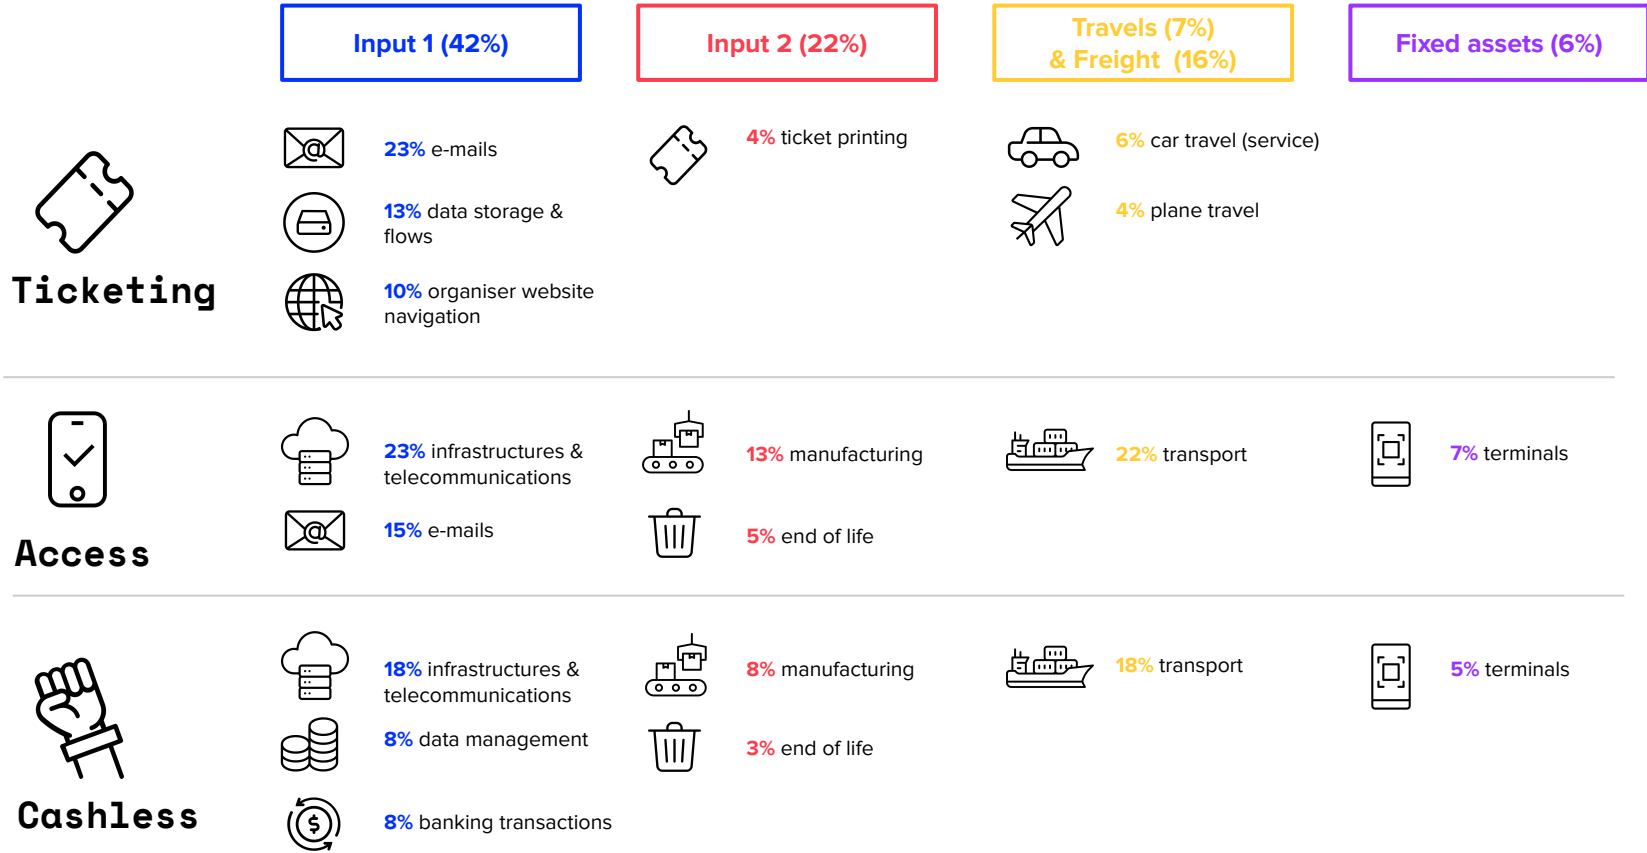 Input 1 (42%)
Input 2 (22%)
Travels (7%)
& Freight (16%)
Fixed assets (6%)
Ticketing
23% e-mails
13% data storage &
flows
10% organiser website
navigation
4% ticket printing
6% car travel (service)
4% plane travel
Access
23% infrastructures &
telecommunications
15% e-mails
13% manufacturing
5% end of life
22% transport
7% terminals
Cashless
18% infrastructures &
telecommunications
8% data management
8% banking transactions
8% manufacturing
3% end of life
18% transport
5% terminals